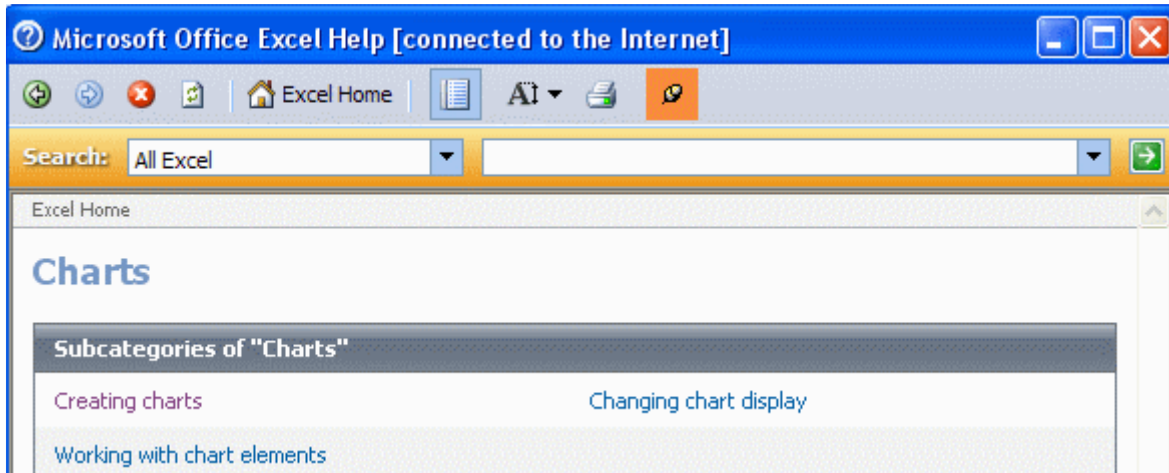 Microsoft Office Excel Help [connected to the Internet]
Excel Home
Search: All Excel
Excel Home
Charts
Subcategories of "Charts"
Creating charts Changing chart display
Working with chart elements